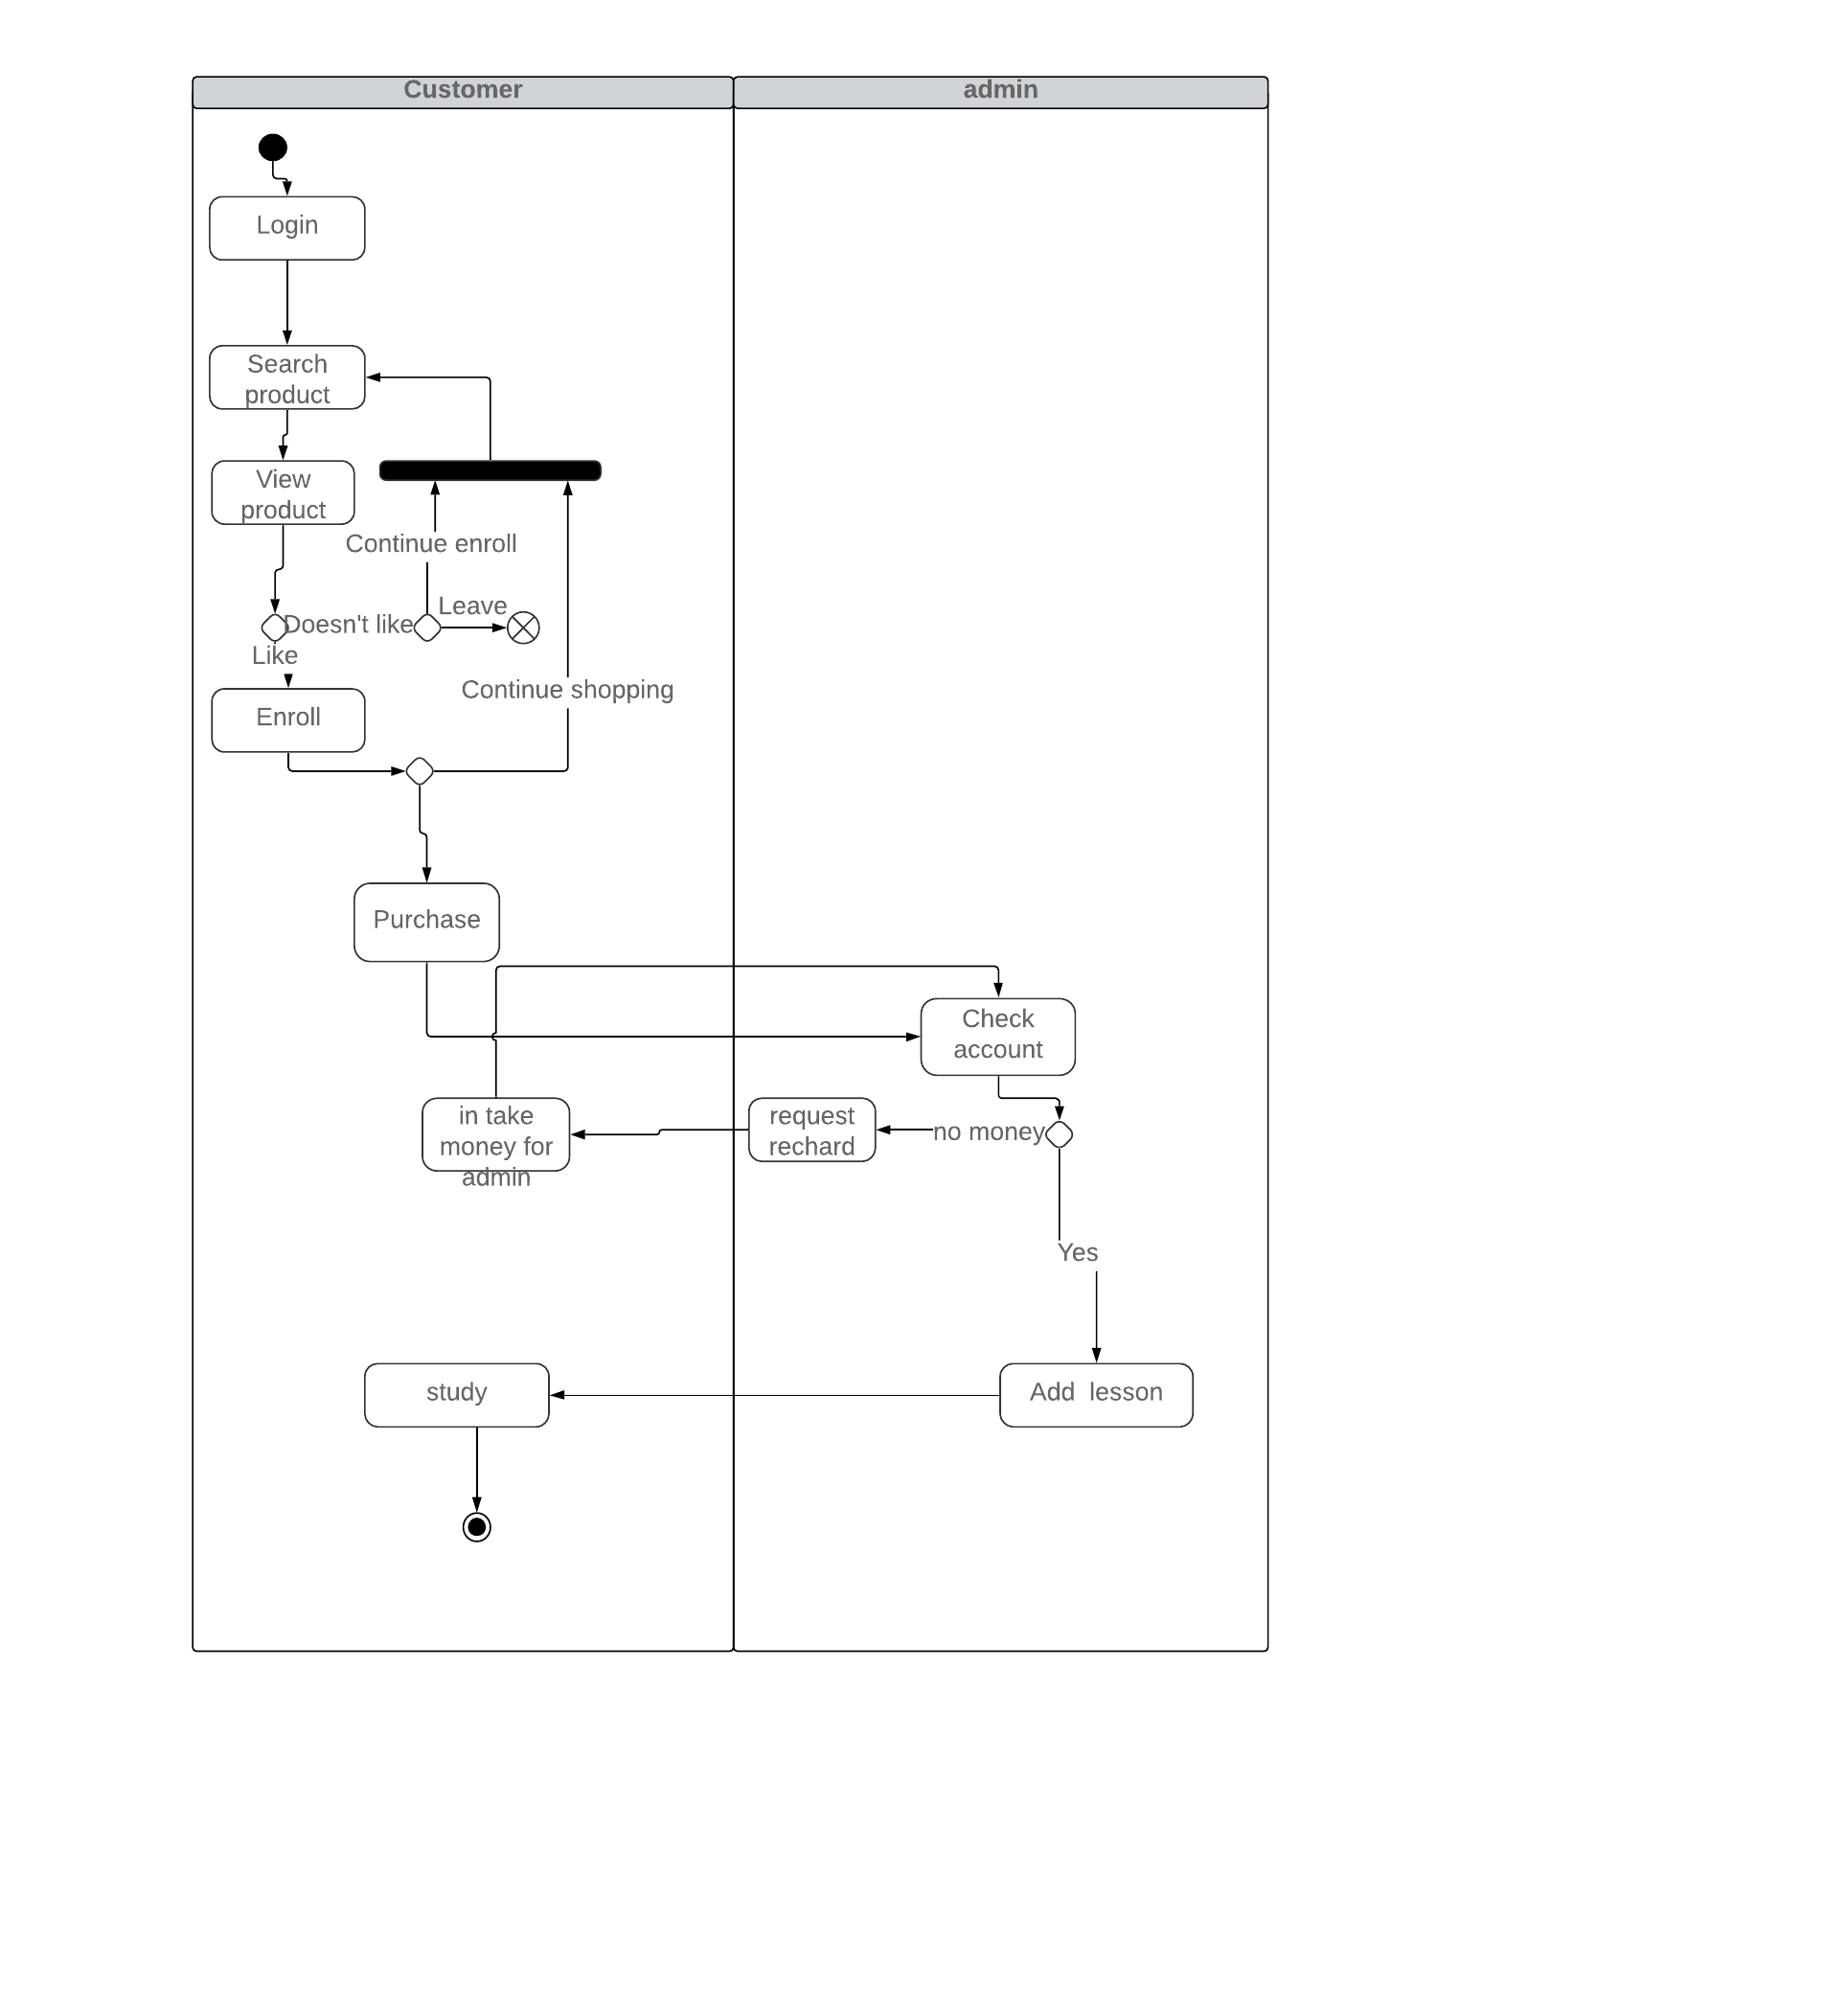 Customer
admin
Login
Search
product
View
product
Continue enroll
Leave
Doesn't like
Like
Continue shopping
Enroll
Purchase
Check
account
in take
money for
admin
request
rechard
no money
Yes
study
Add  lesson